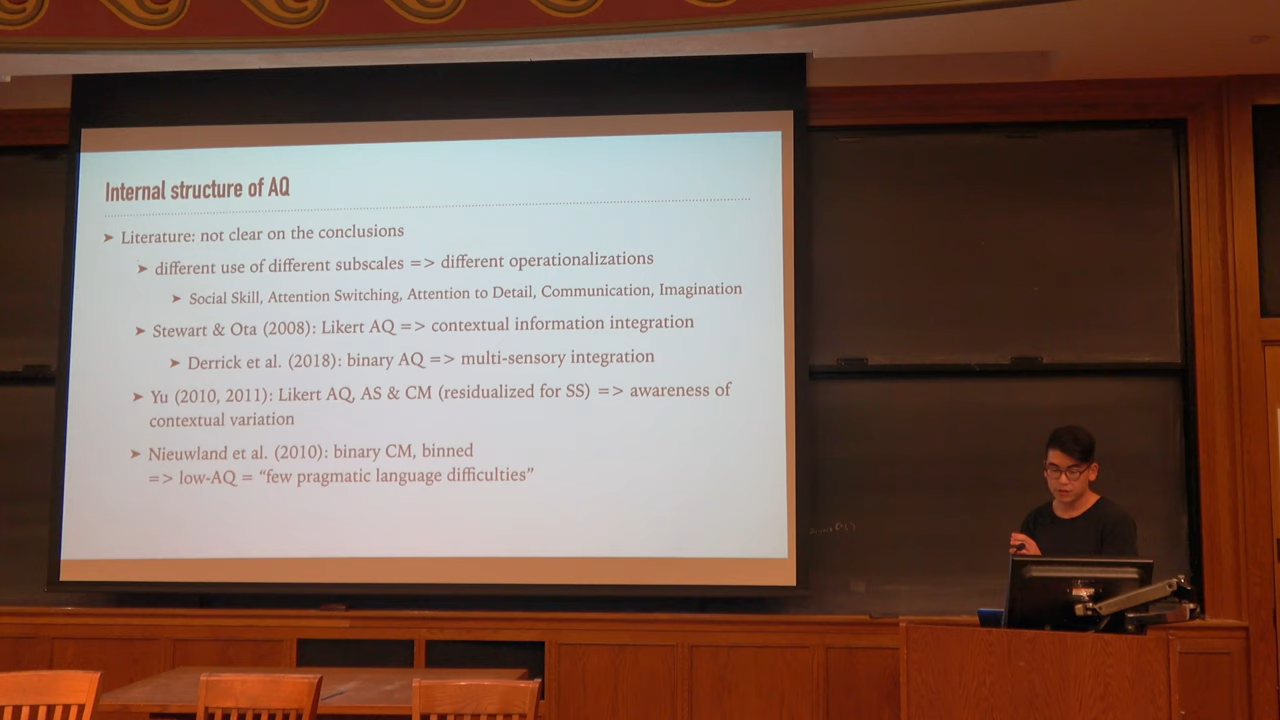 Internal structure of AQ
➤ Literature: not clear on the conclusions
➤ different use of different subscales => different operationalizations
➤ Social Skill, Attention Switching, Attention to Detail, Communication, Imagination
➤ Stewart & Ota (2008): Likert AQ => contextual information integration
➤ Derrick et al. (2018): binary AQ => multi-sensory integration
➤ Yu (2010, 2011): Likert AQ, AS & CM (residualized for SS) => awareness of
contextual variation
➤ Nieuwland et al. (2010): binary CM, binned
=> low-AQ = “few pragmatic language difficulties”